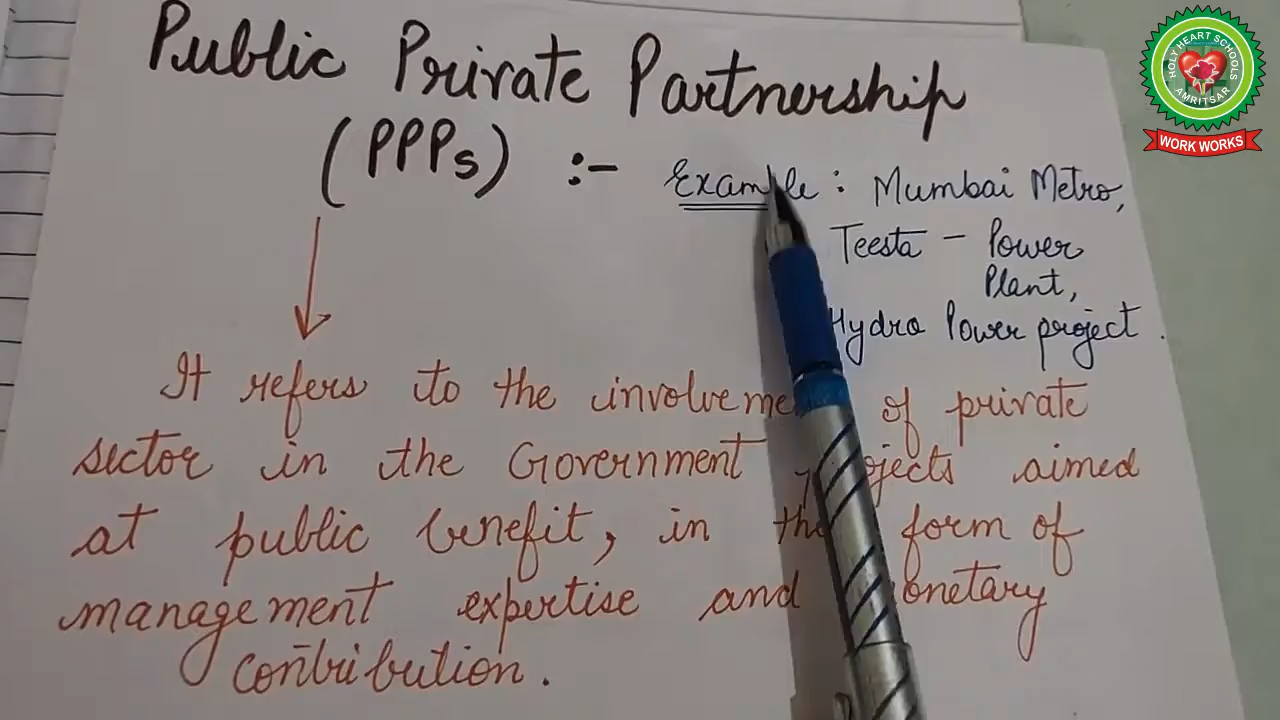 Public Private Partnership
(PPPs) :-
Example : Mumbai Metro,
Teesta - Power
Plant,
Hydro Power project.
It refers to the involvement of private
sector in the Government projects aimed
at public benefit, in the form of
management expertise and monetary
contribution.
HOLY HEART SCHOOLS
AMRITSAR
WORK WORKS